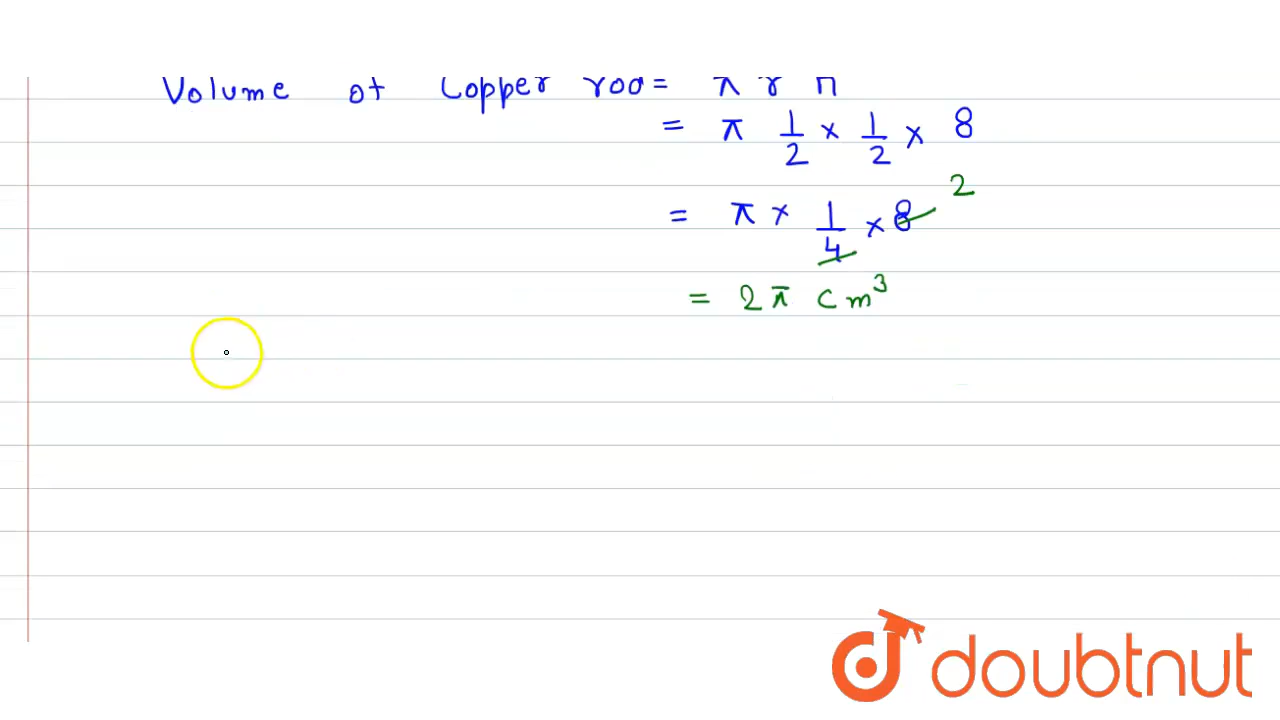 Volume of Copper rod = π r h
= π 1/2 × 1/2 × 8
= π × 1/4 × 8 2
= 2π cm³
doubtnut